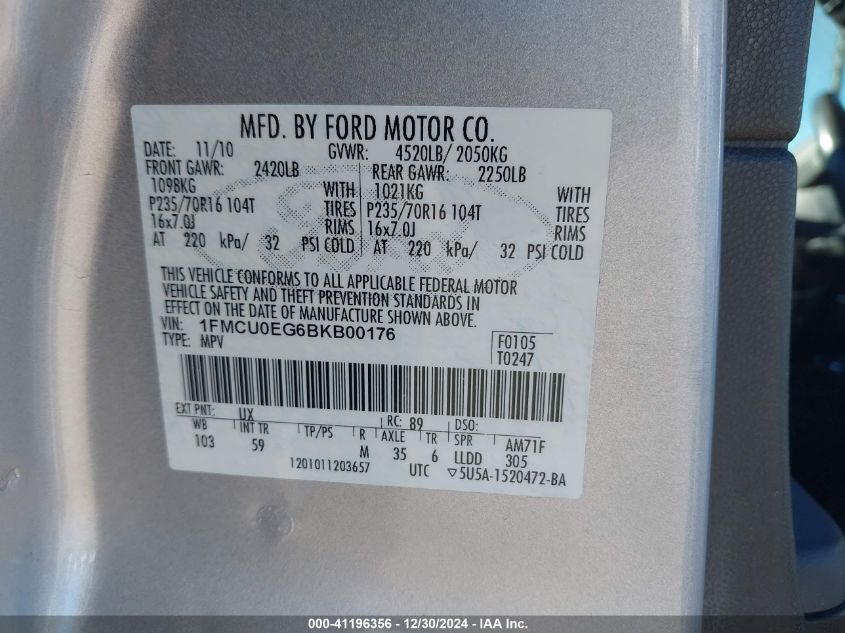 MFD. BY FORD MOTOR CO.
DATE: 11/10 GVWR: 4520LB/ 2050KG
FRONT GAWR: 2420LB REAR GAWR: 2250LB
1098KG WITH 1021KG WITH
P235/70R16 104T TIRES P235/70R16 104T TIRES
16x7.0J RIMS 16x7.0J RIMS
AT 220 kPa/ 32 PSI COLD AT 220 kPa/ 32 PSI COLD
THIS VEHICLE CONFORMS TO ALL APPLICABLE FEDERAL MOTOR
VEHICLE SAFETY AND THEFT PREVENTION STANDARDS IN
EFFECT ON THE DATE OF MANUFACTURE SHOWN ABOVE.
VIN: 1FMCU0EG6BKB00176
TYPE: MPV
F0105
T0247
EXT PNT: UX RC: 89 DSO:
WB INT TR TP/PS R AXLE TR SPR AM71F
103 59 M 35 6 LLDD 305
1201011203657 UTC ▽5U5A-1520472-BA
000-41196356 • 12/30/2024 - IAA Inc.